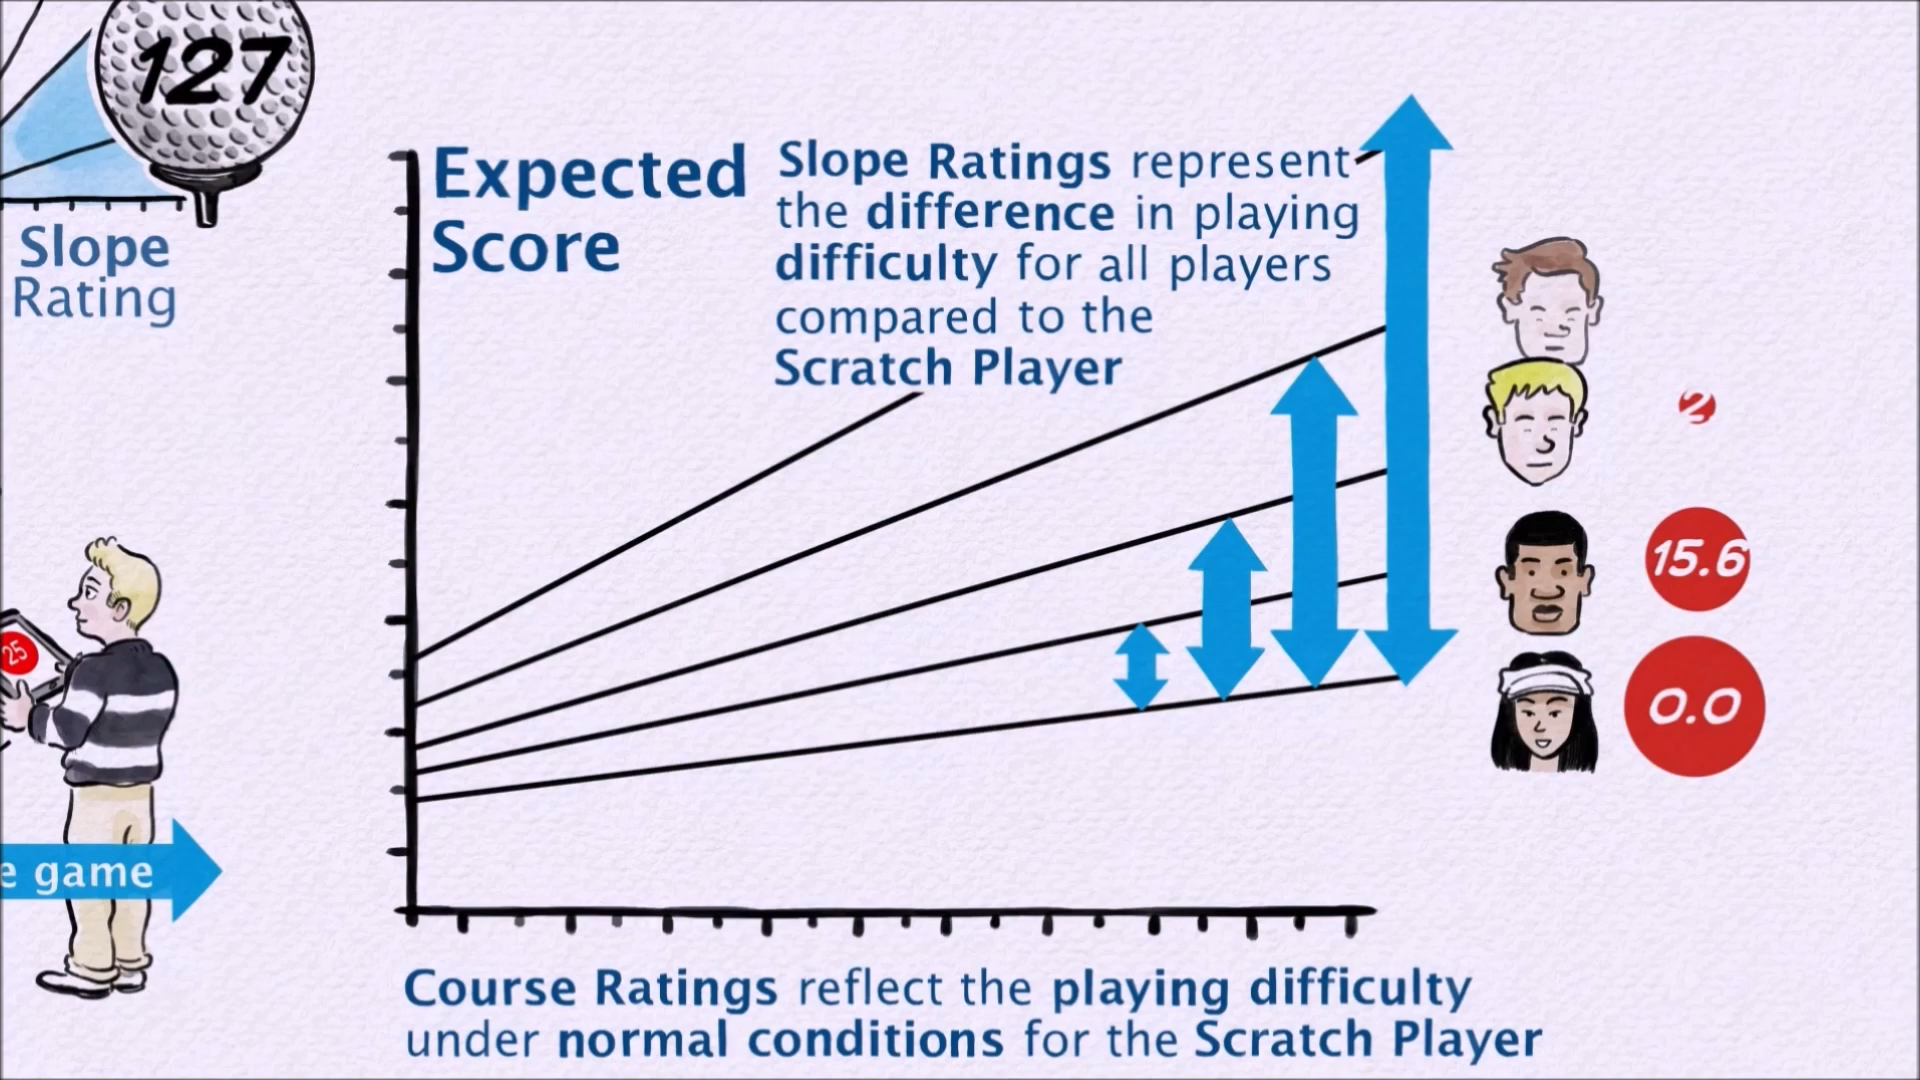 127
Slope
Rating
25
e game
Expected
Score
Slope Ratings represent
the difference in playing
difficulty for all players
compared to the
Scratch Player
2
15.6
0.0
Course Ratings reflect the playing difficulty
under normal conditions for the Scratch Player